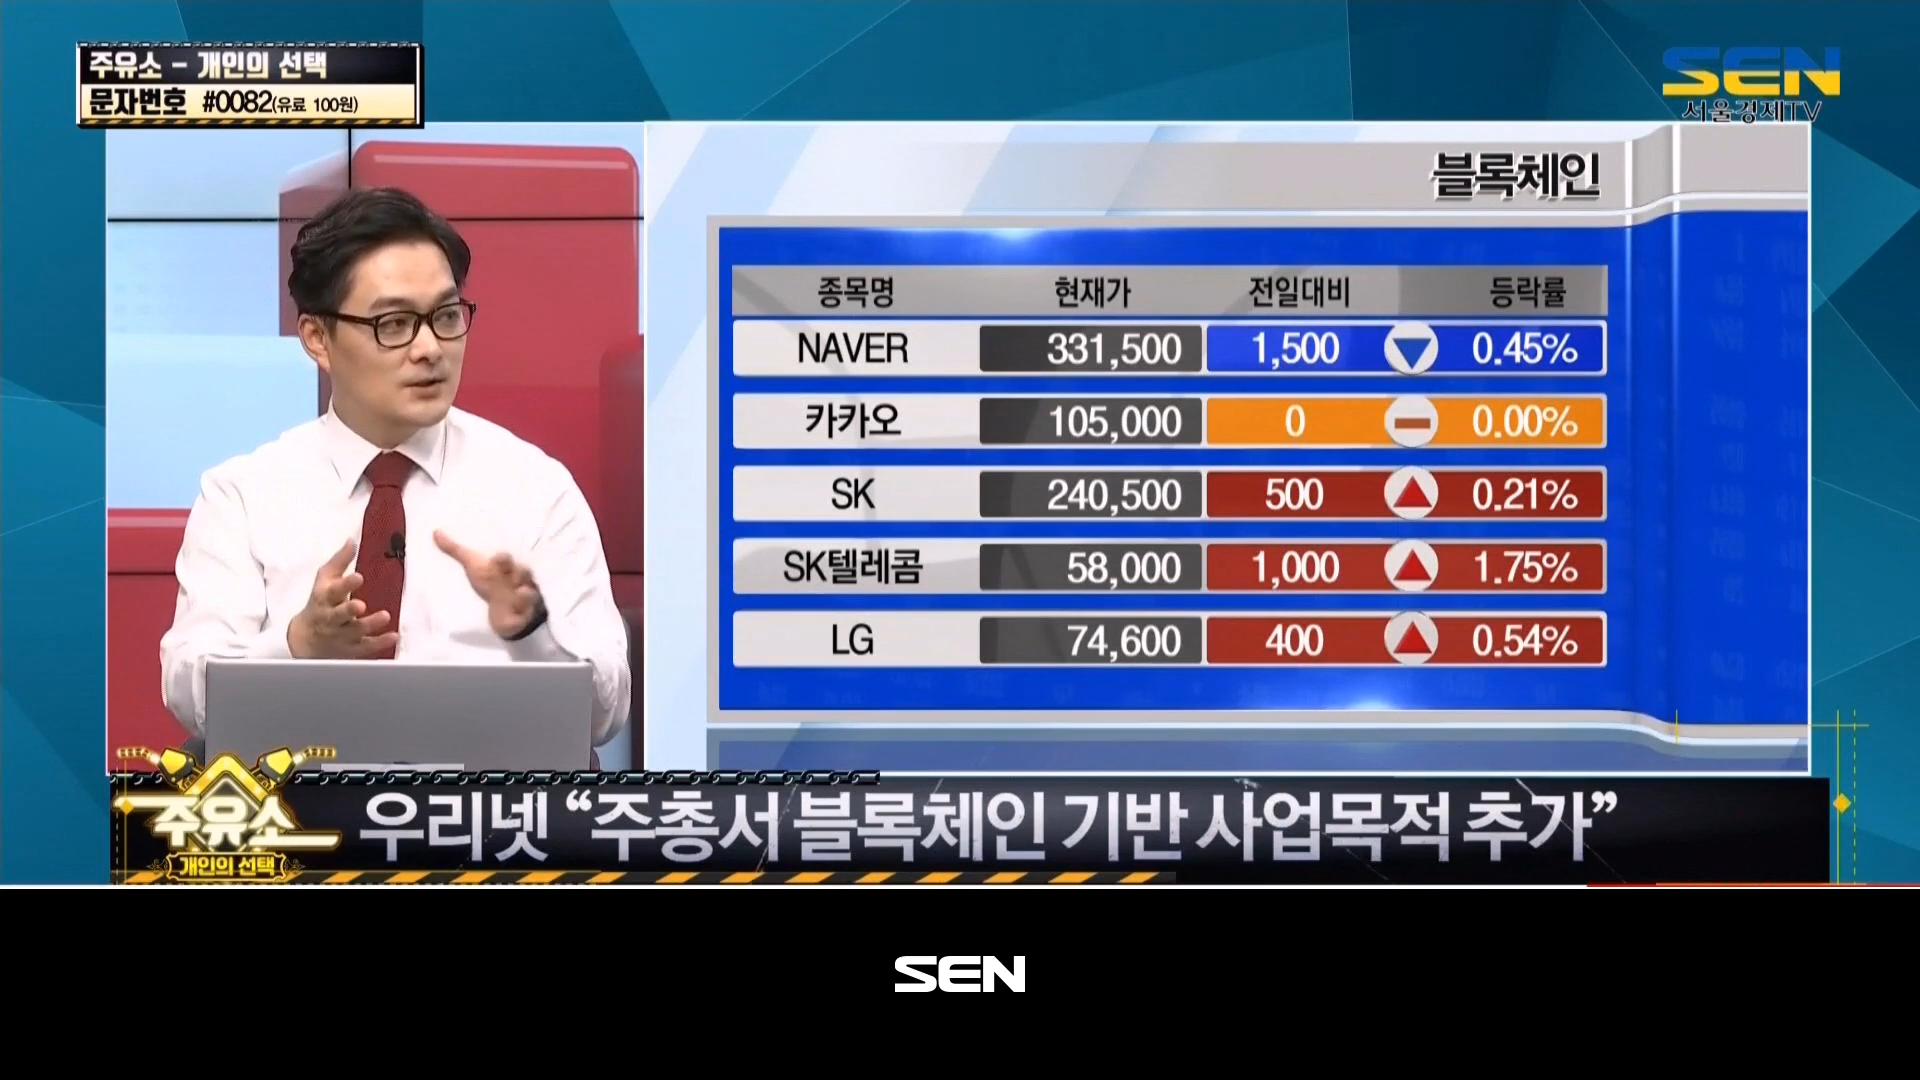 주유소 - 개인의 선택
문자번호 #0082(유료 100원)
SEN
서울경제TV
블록체인
종목명 현재가 전일대비 등락률
NAVER 331,500 1,500 0.45%
카카오 105,000 0 0.00%
SK 240,500 500 0.21%
SK텔레콤 58,000 1,000 1.75%
LG 74,600 400 0.54%
주유소
개인의 선택
우리넷 “주총서 블록체인 기반 사업목적 추가”
SEN